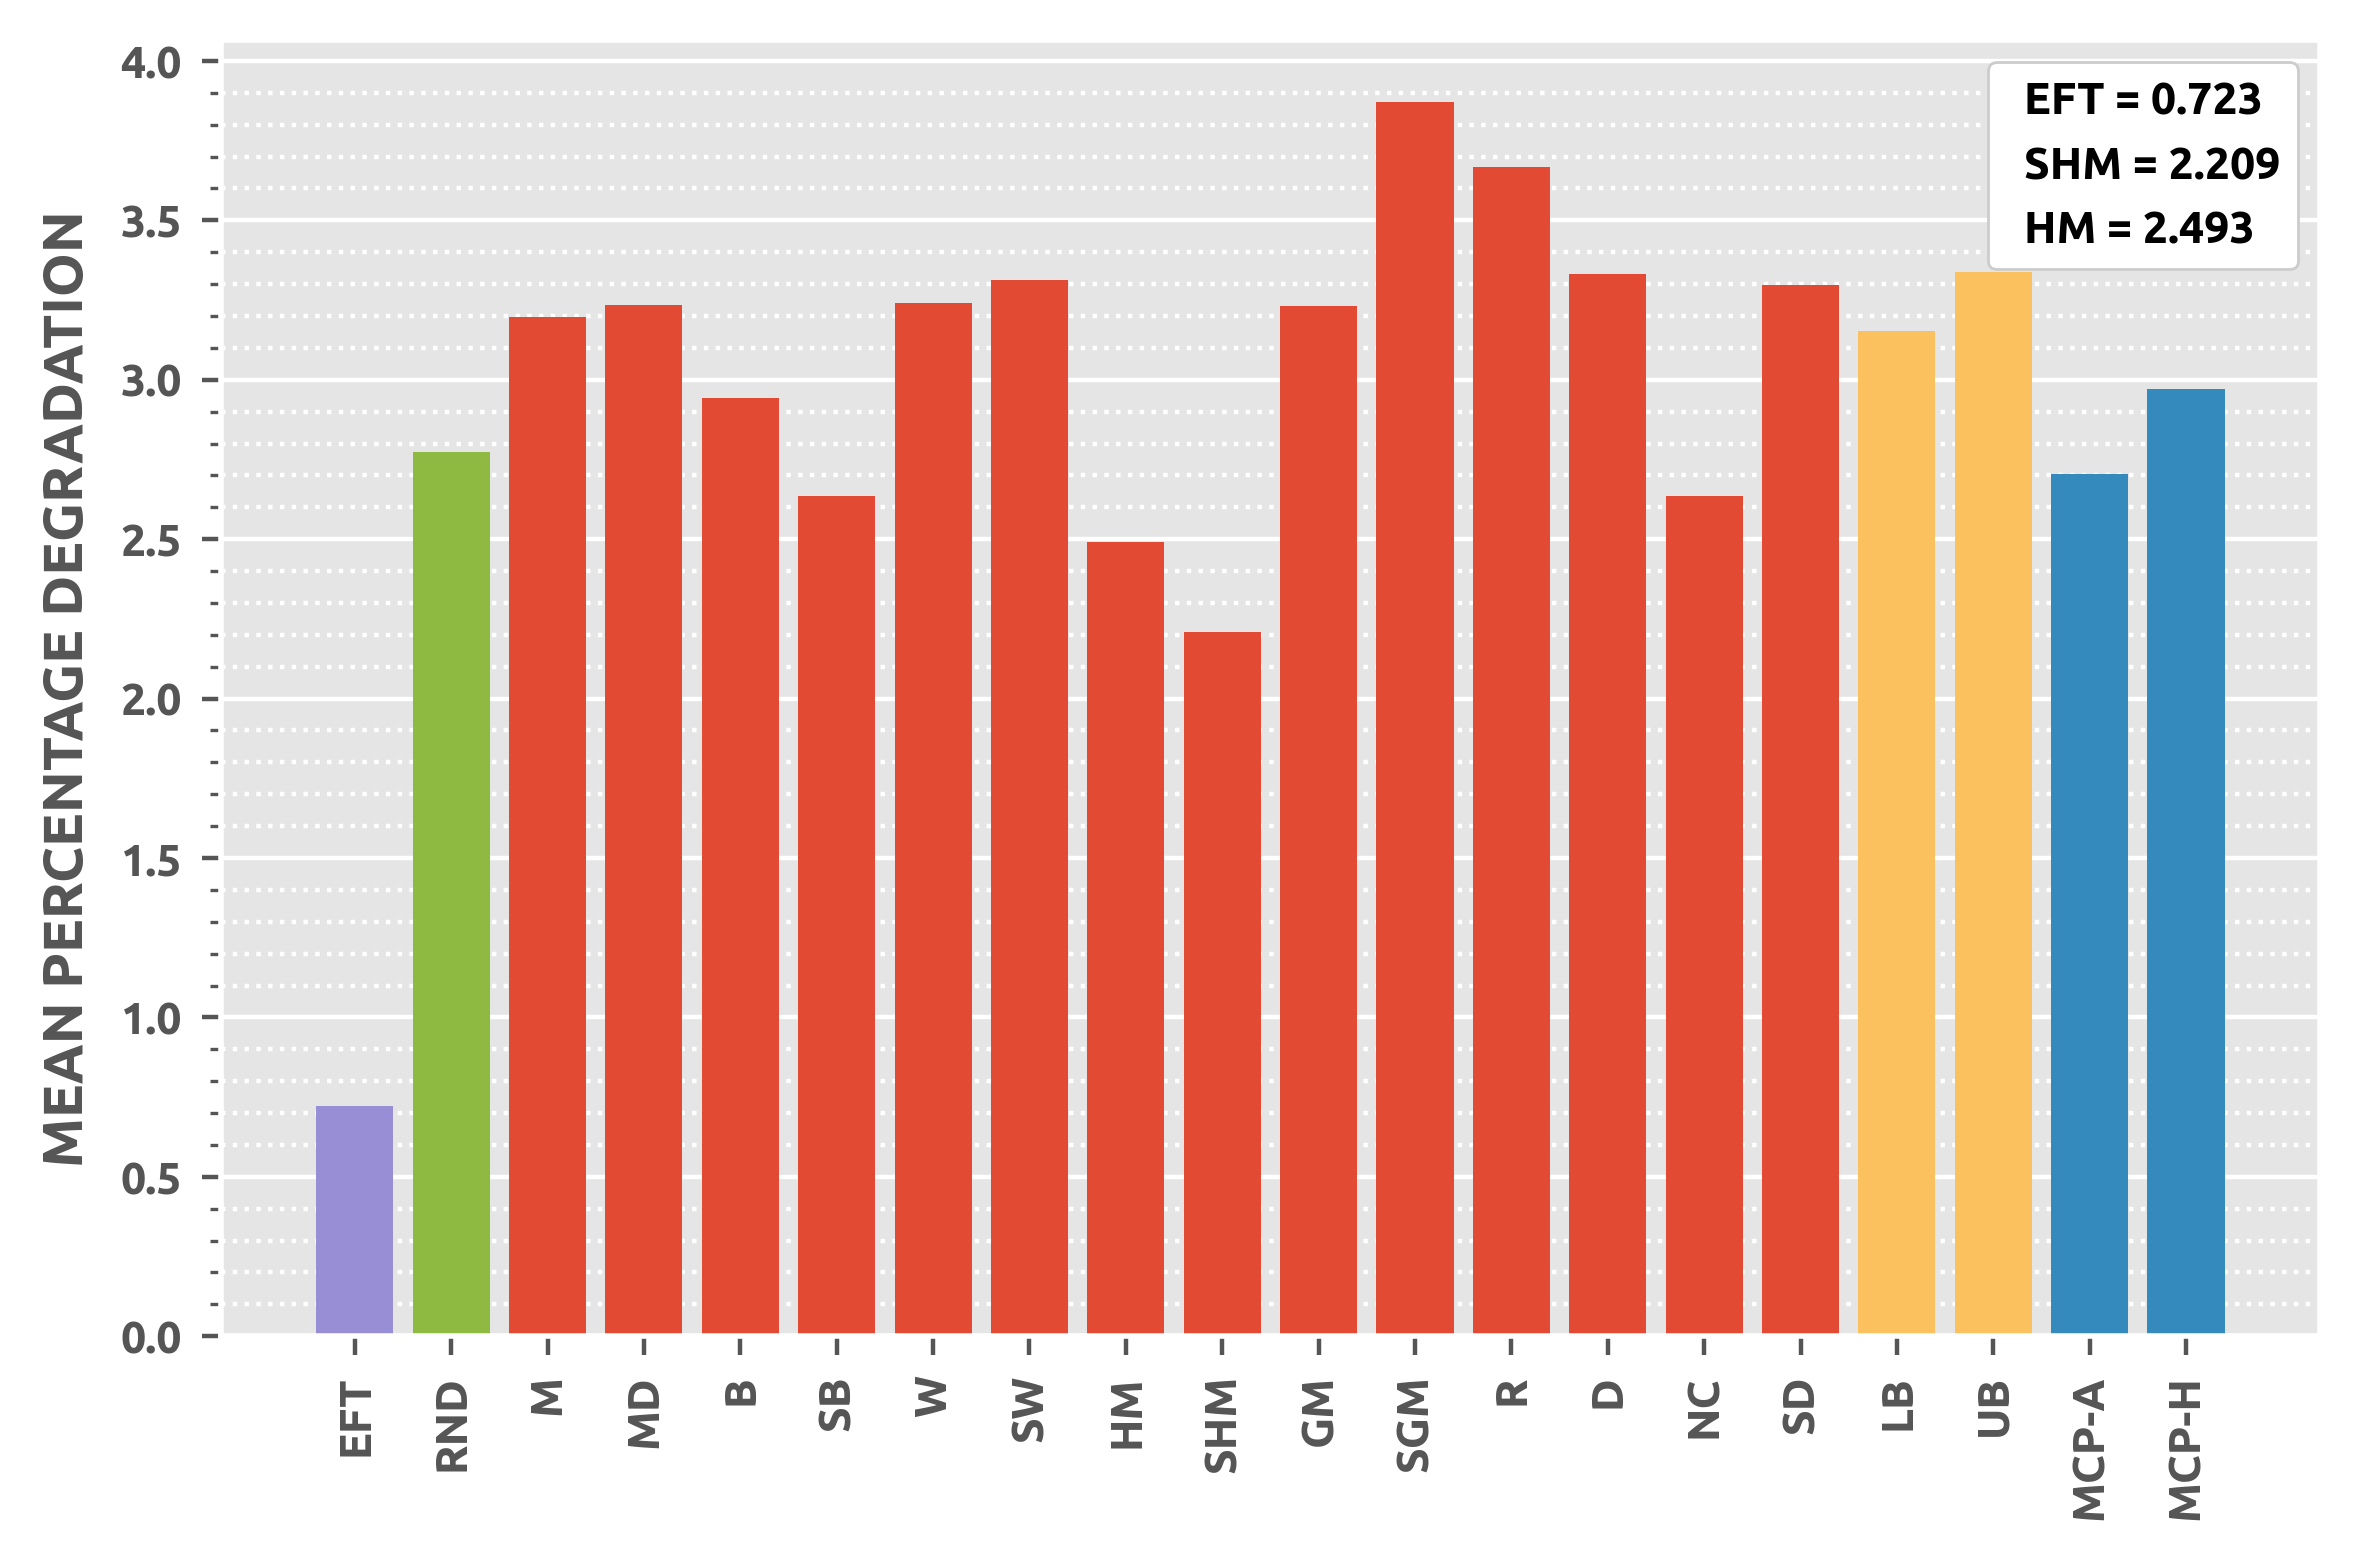 MEAN PERCENTAGE DEGRADATION
4.0
3.5
3.0
2.5
2.0
1.5
1.0
0.5
0.0
EFT = 0.723
SHM = 2.209
HM = 2.493
EFT
RND
M
MD
B
SB
W
SW
HM
SHM
GM
SGM
R
D
NC
SD
LB
UB
MCP-A
MCP-H